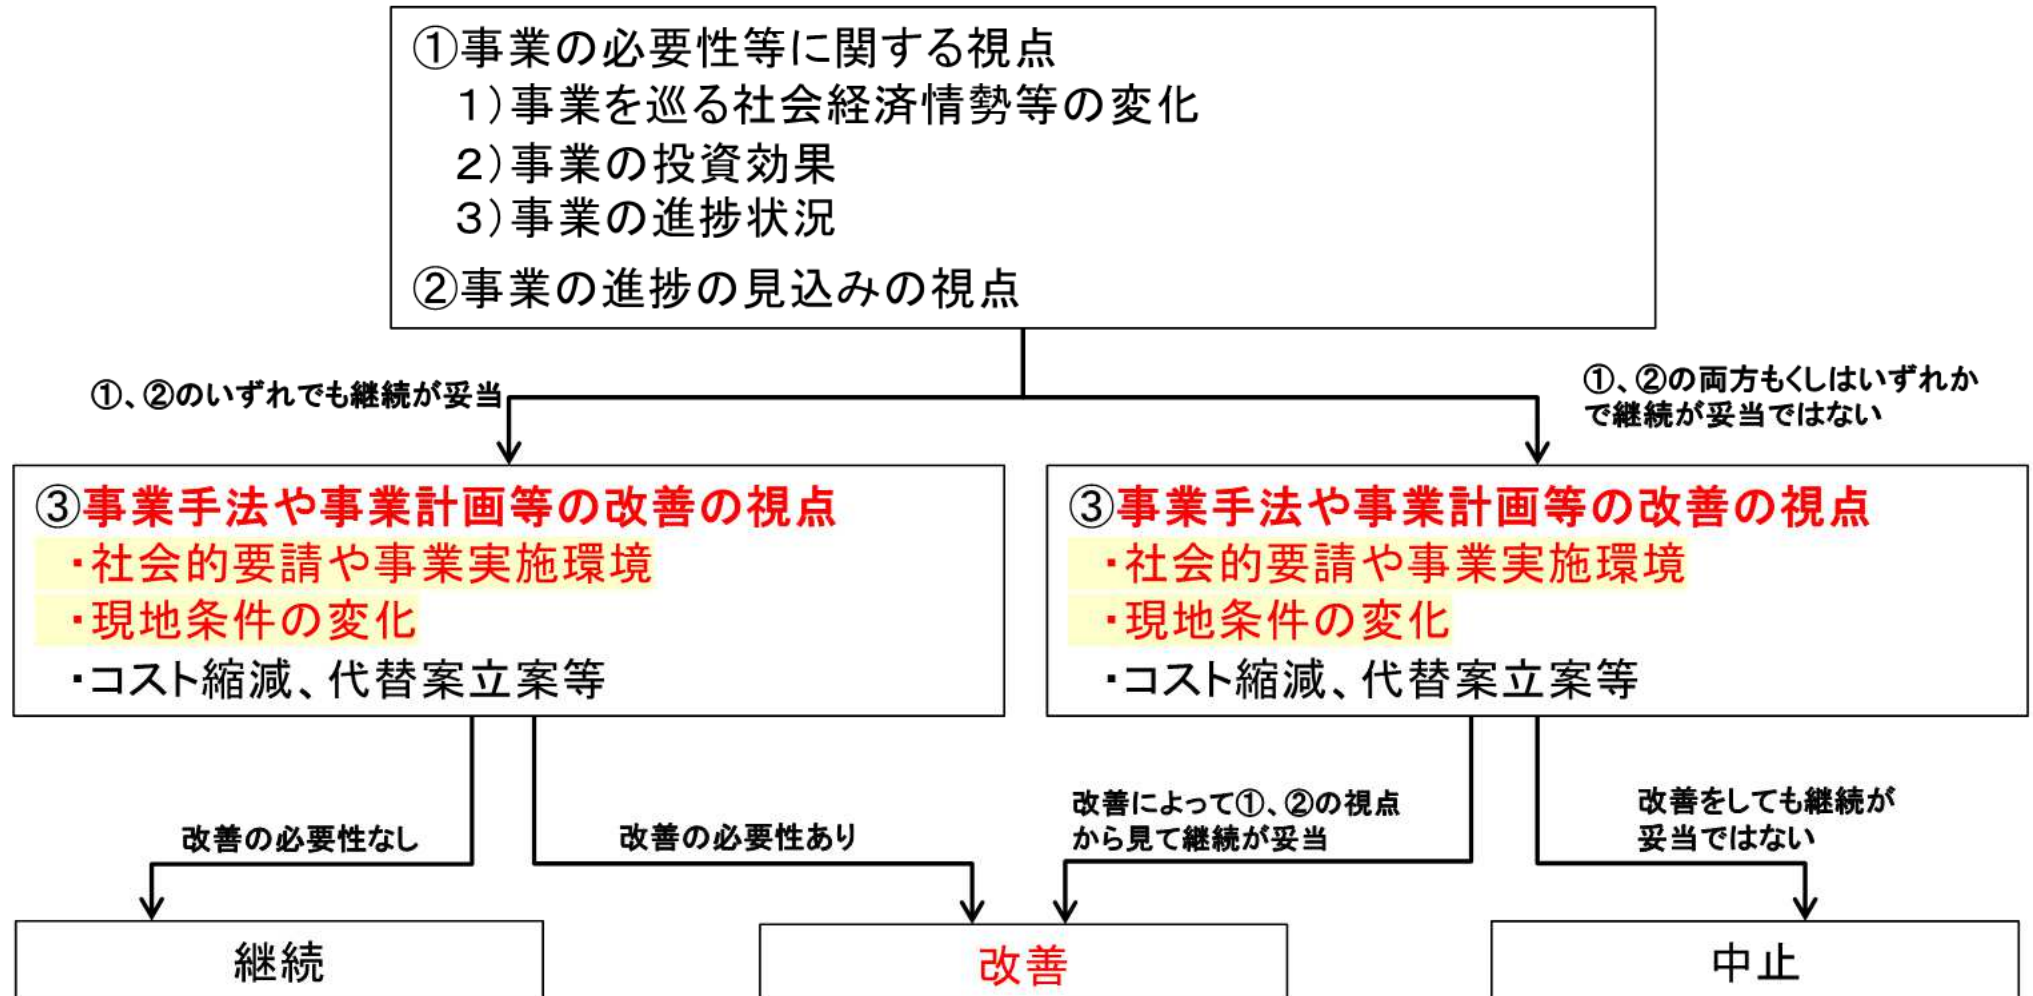 ①事業の必要性等に関する視点
1)事業を巡る社会経済情勢等の変化
2)事業の投資効果
3)事業の進捗状況
②事業の進捗の見込みの視点
①、②のいずれでも継続が妥当
①、②の両方もくしはいずれか
で継続が妥当ではない
③事業手法や事業計画等の改善の視点
・社会的要請や事業実施環境
・現地条件の変化
・コスト縮減、代替案立案等
③事業手法や事業計画等の改善の視点
・社会的要請や事業実施環境
・現地条件の変化
・コスト縮減、代替案立案等
改善の必要性なし
改善の必要性あり
改善によって①、②の視点
から見て継続が妥当
改善をしても継続が
妥当ではない
継続
改善
中止